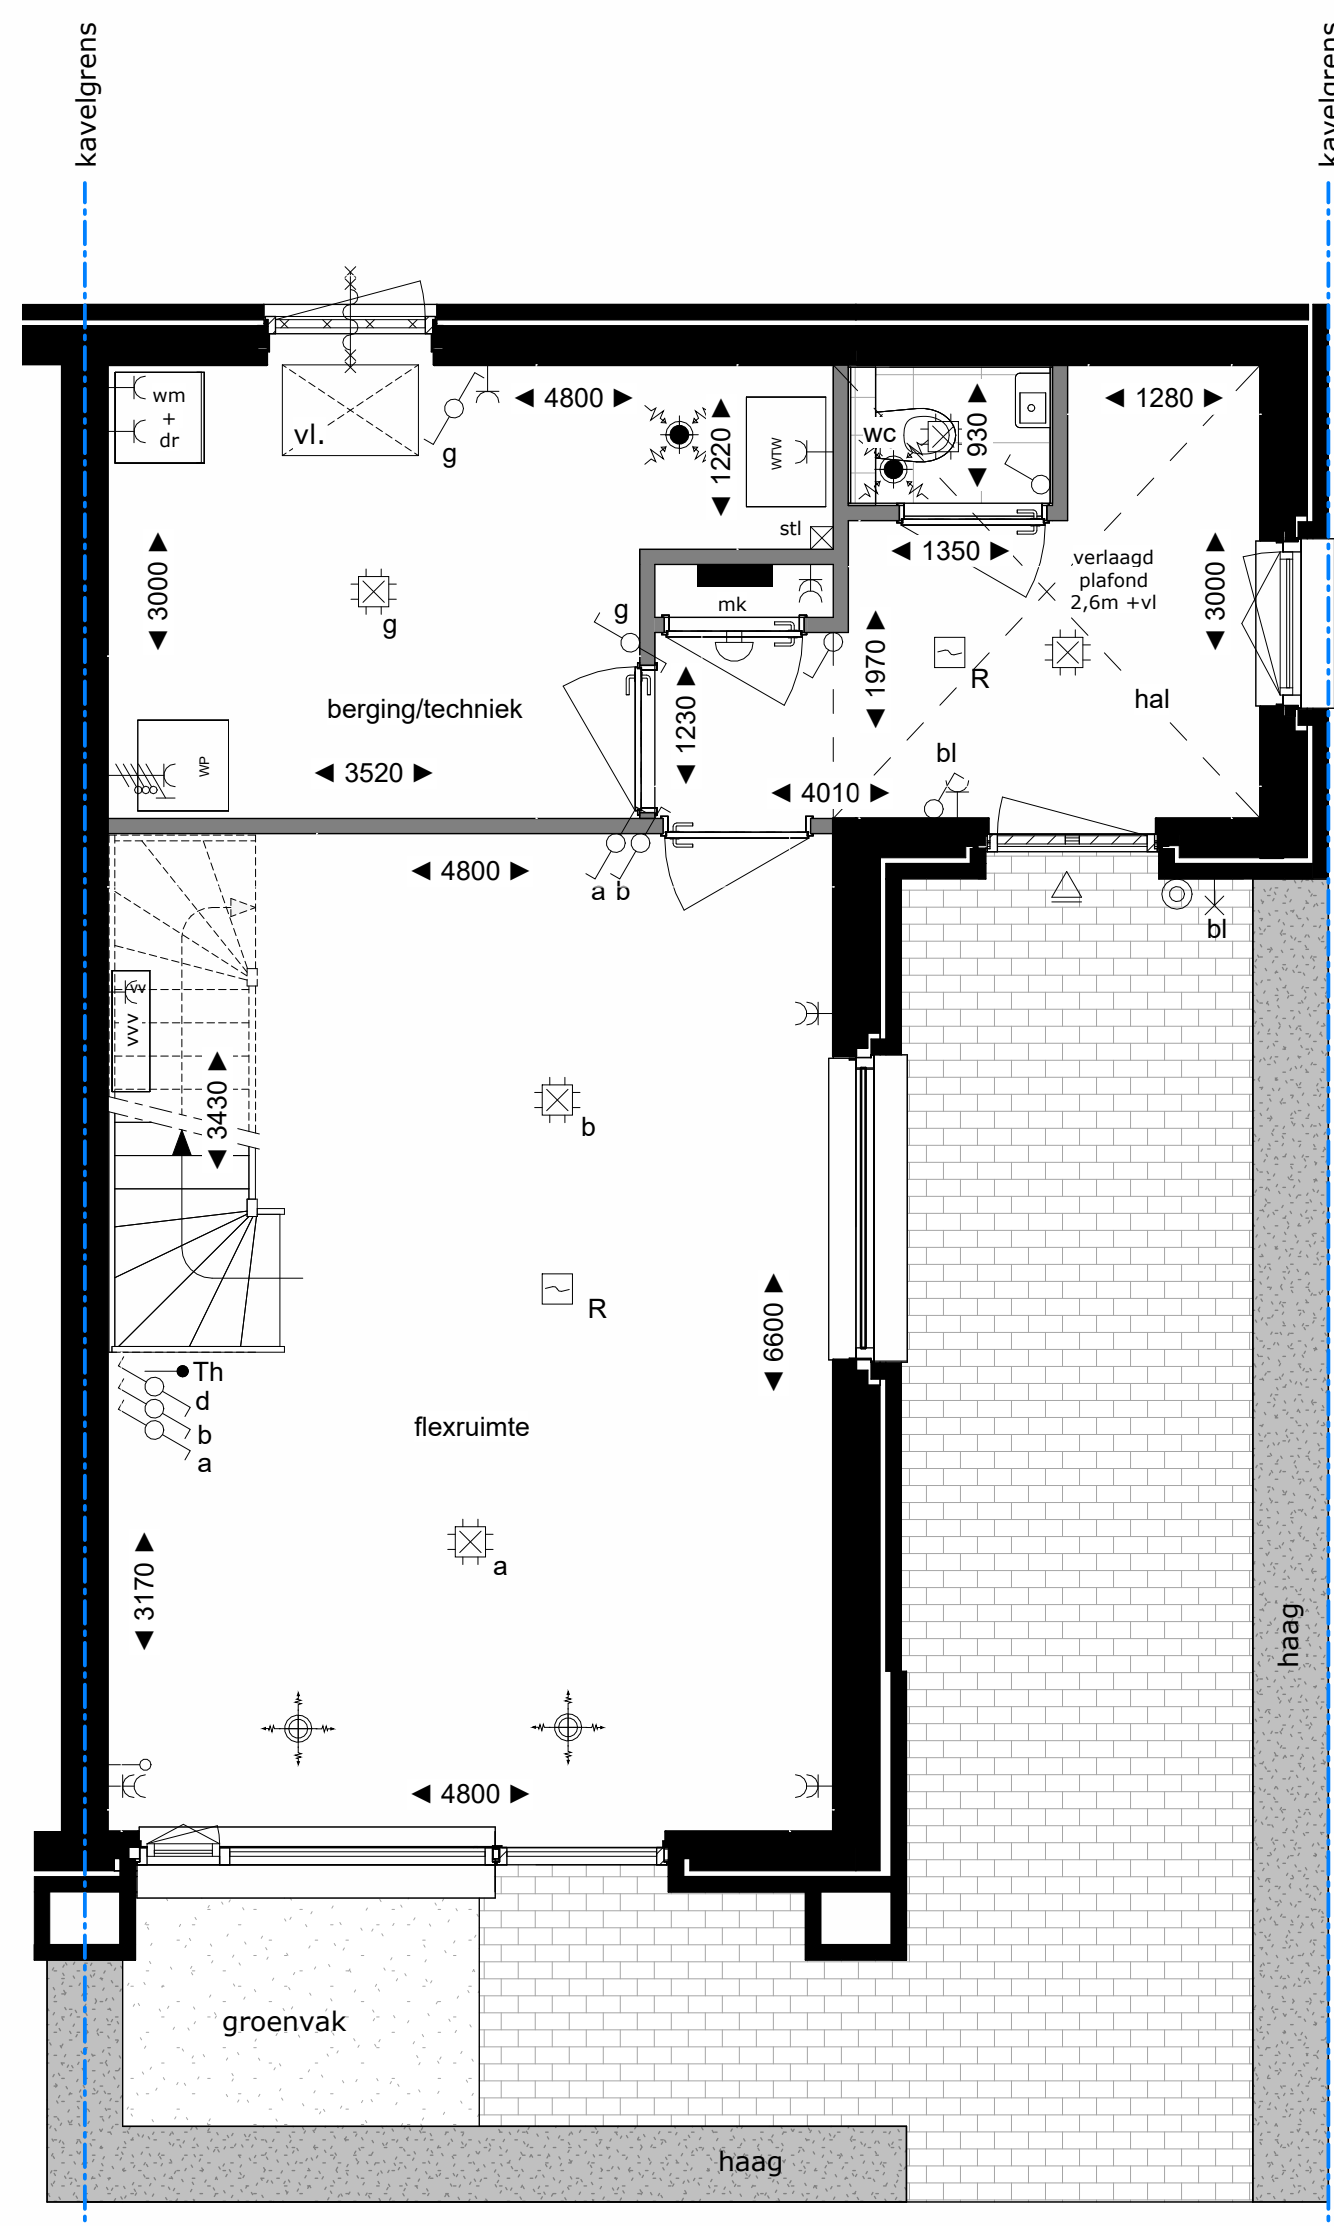 kavelgrens
kavelgrens
wm
+
dr
vl.
g
4800
1220
WTW
wc
930
1280
stl
1350
verlaagd
plafond
2,6m +vl
3000
g
mk
g
3000
1970
R
hal
berging/techniek
1230
WP
3520
bl
4010
4800
a b
bl
vv
vvv
3430
b
R
6600
Th
d
b
a
flexruimte
a
3170
haag
4800
groenvak
haag